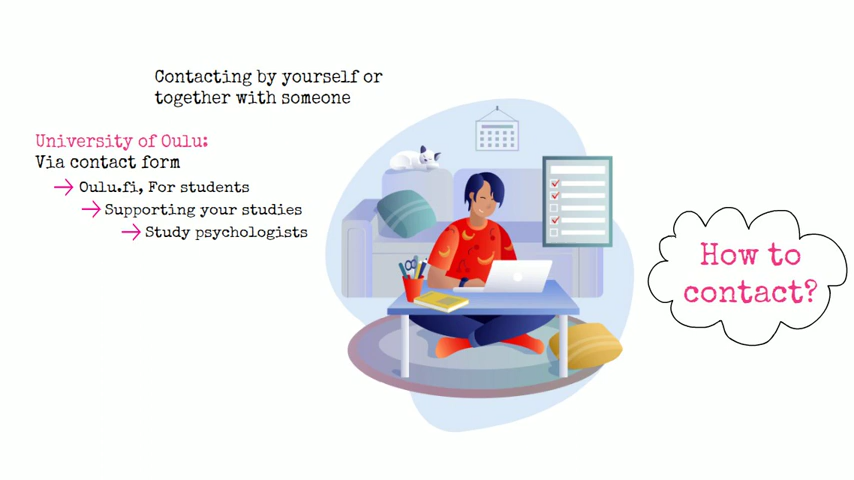 Contacting by yourself or
together with someone
University of Oulu:
Via contact form
→ Oulu.fi, For students
→ Supporting your studies
→ Study psychologists
How to
contact?